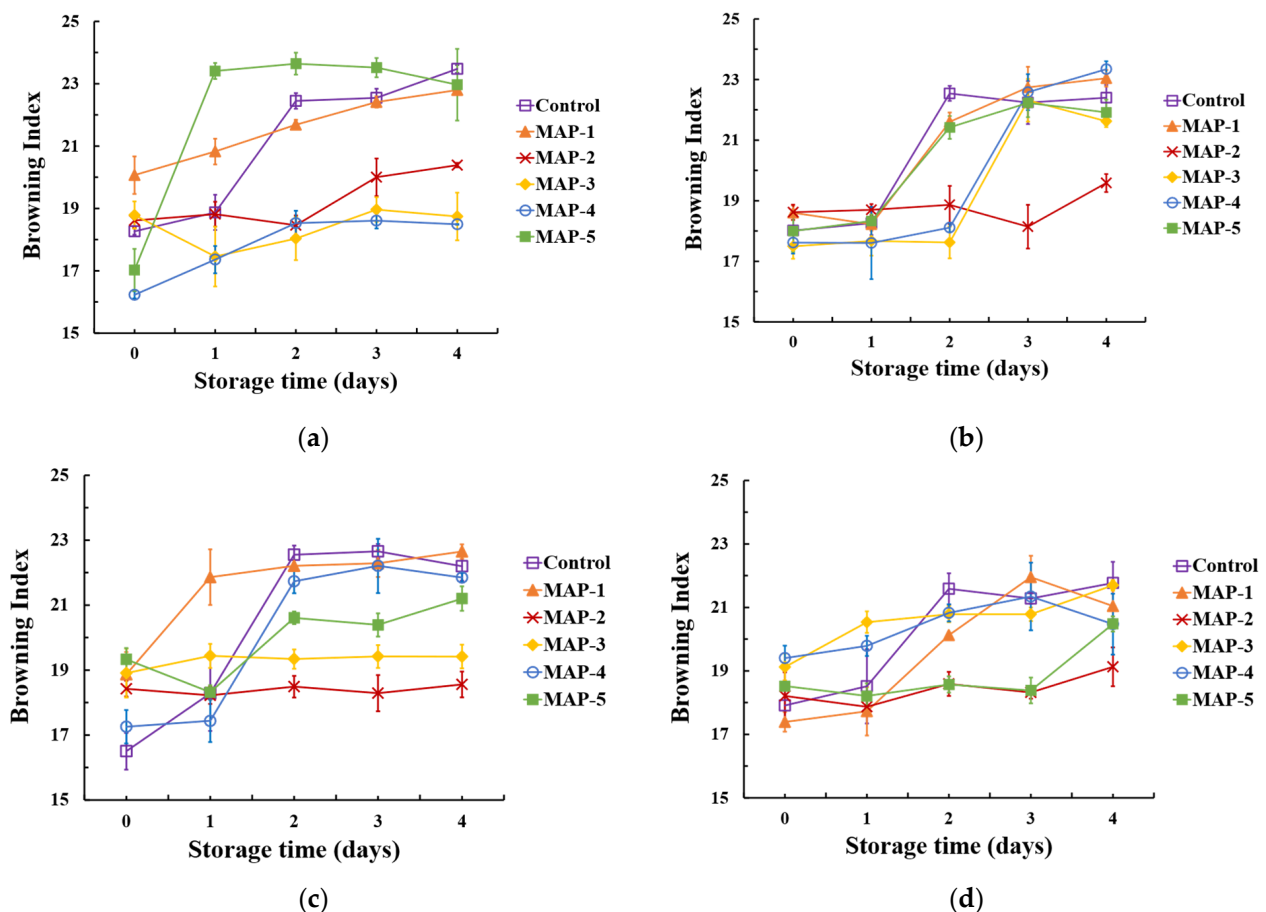 25
23
21
19
17
15
Browning Index
0 1 2 3 4
Storage time (days)
Control
MAP-1
MAP-2
MAP-3
MAP-4
MAP-5
(a)
25
23
21
19
17
15
Browning Index
0 1 2 3 4
Storage time (days)
Control
MAP-1
MAP-2
MAP-3
MAP-4
MAP-5
(b)
25
23
21
19
17
15
Browning Index
0 1 2 3 4
Storage time (days)
Control
MAP-1
MAP-2
MAP-3
MAP-4
MAP-5
(c)
25
23
21
19
17
15
Browning Index
0 1 2 3 4
Storage time (days)
Control
MAP-1
MAP-2
MAP-3
MAP-4
MAP-5
(d)